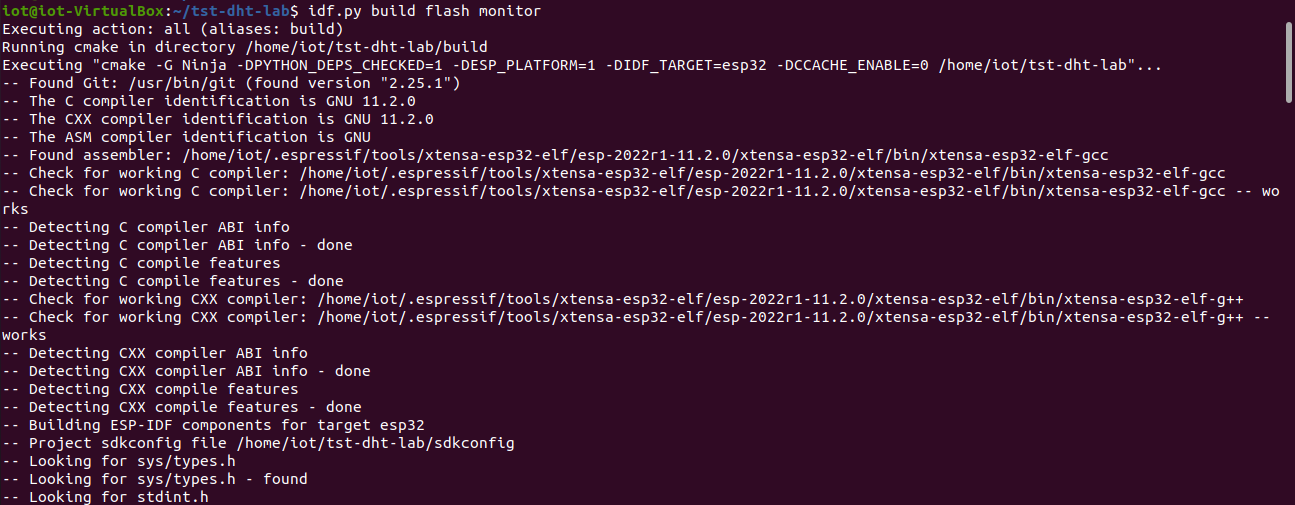 iot@iot-VirtualBox:~/tst-dht-lab$ idf.py build flash monitor
Executing action: all (aliases: build)
Running cmake in directory /home/iot/tst-dht-lab/build
Executing "cmake -G Ninja -DPYTHON_DEPS_CHECKED=1 -DESP_PLATFORM=1 -DIDF_TARGET=esp32 -DCCACHE_ENABLE=0 /home/iot/tst-dht-lab"...
-- Found Git: /usr/bin/git (found version "2.25.1")
-- The C compiler identification is GNU 11.2.0
-- The CXX compiler identification is GNU 11.2.0
-- The ASM compiler identification is GNU
-- Found assembler: /home/iot/.espressif/tools/xtensa-esp32-elf/esp-2022r1-11.2.0/xtensa-esp32-elf/bin/xtensa-esp32-elf-gcc
-- Check for working C compiler: /home/iot/.espressif/tools/xtensa-esp32-elf/esp-2022r1-11.2.0/xtensa-esp32-elf/bin/xtensa-esp32-elf-gcc
-- Check for working C compiler: /home/iot/.espressif/tools/xtensa-esp32-elf/esp-2022r1-11.2.0/xtensa-esp32-elf/bin/xtensa-esp32-elf-gcc -- wo
rks
-- Detecting C compiler ABI info
-- Detecting C compiler ABI info - done
-- Detecting C compile features
-- Detecting C compile features - done
-- Check for working CXX compiler: /home/iot/.espressif/tools/xtensa-esp32-elf/esp-2022r1-11.2.0/xtensa-esp32-elf/bin/xtensa-esp32-elf-g++
-- Check for working CXX compiler: /home/iot/.espressif/tools/xtensa-esp32-elf/esp-2022r1-11.2.0/xtensa-esp32-elf/bin/xtensa-esp32-elf-g++ --
works
-- Detecting CXX compiler ABI info
-- Detecting CXX compiler ABI info - done
-- Detecting CXX compile features
-- Detecting CXX compile features - done
-- Building ESP-IDF components for target esp32
-- Project sdkconfig file /home/iot/tst-dht-lab/sdkconfig
-- Looking for sys/types.h
-- Looking for sys/types.h - found
-- Looking for stdint.h